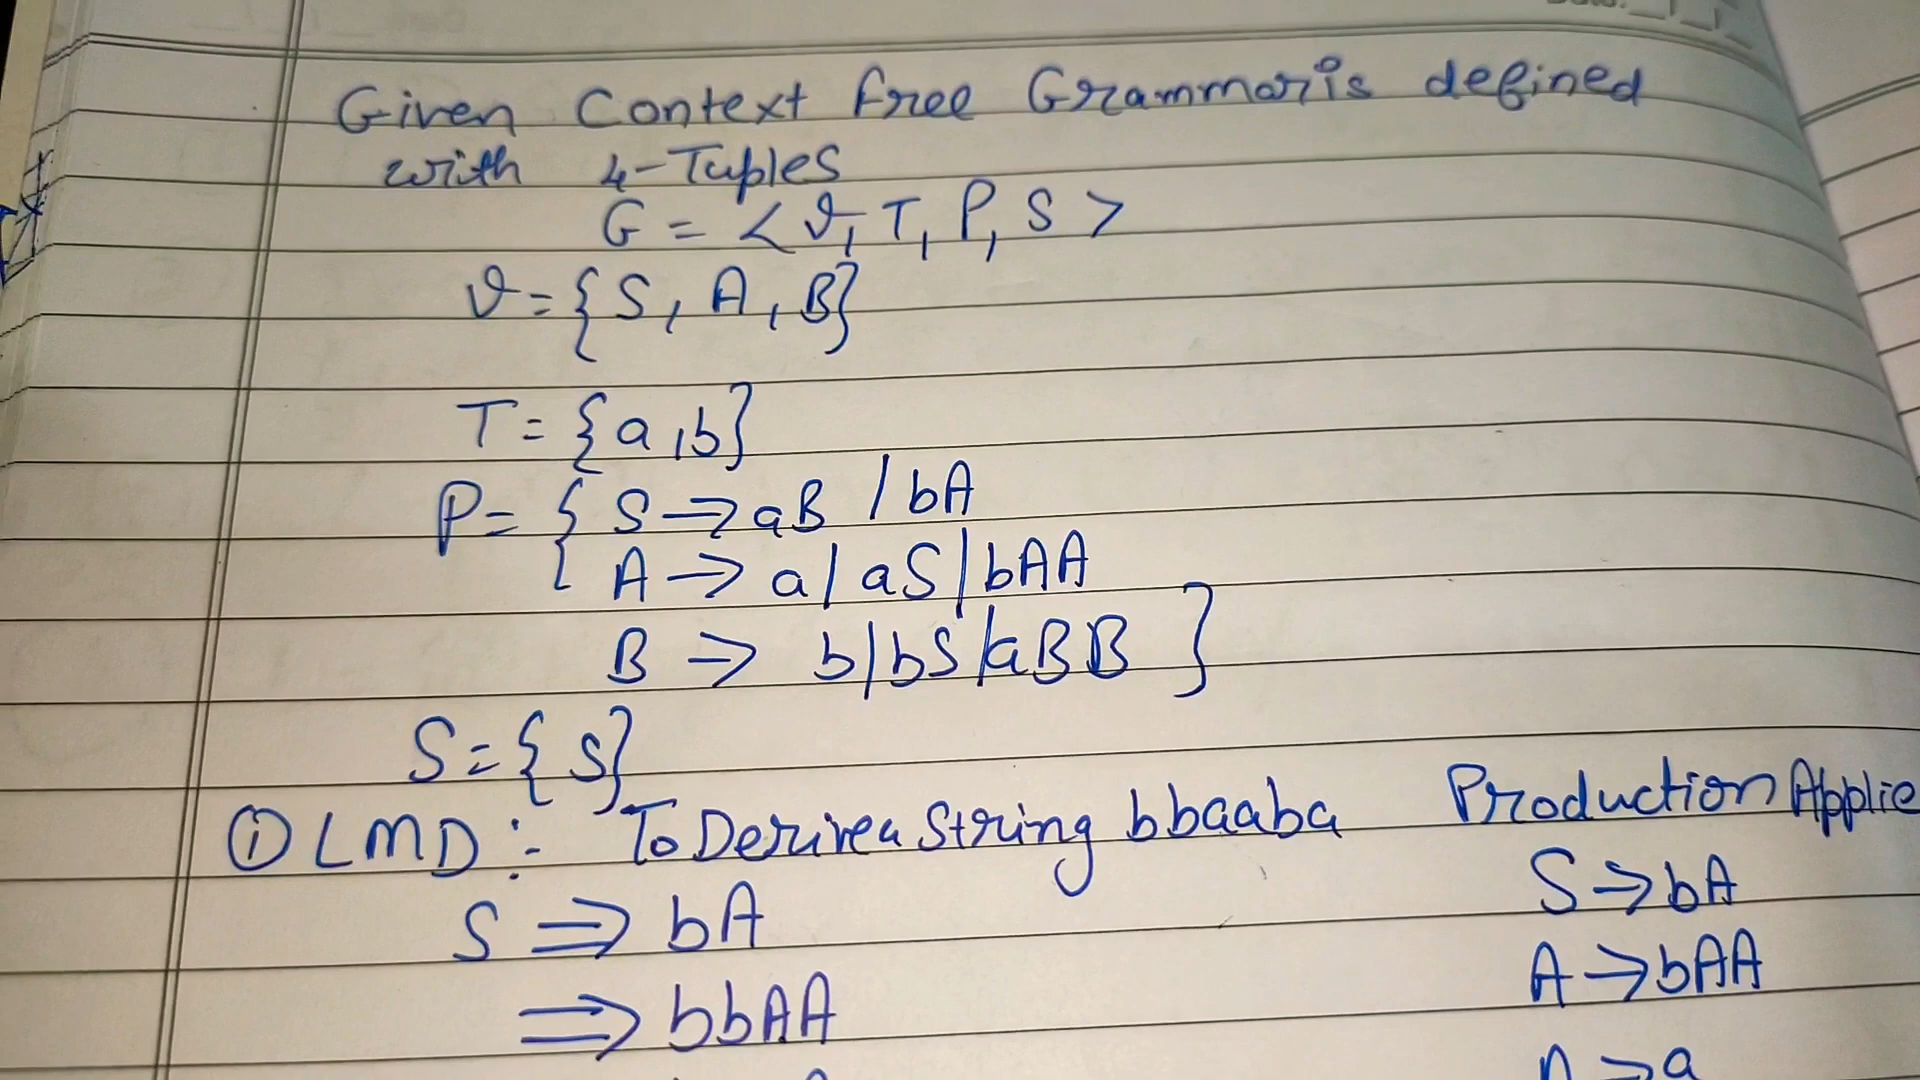 Given Context free Grammar is defined
with 4-Tuples
G = < V, T, P, S >
V = {S, A, B}
T = {a, b}
P = { S → aB / bA
A → a | aS | bAA
B → b | bS | aBB }
S = {S}
① LMD :- To Derive a String bbaaba Production Applie
S ⇒ bA S → bA
⇒ bbAA A → bAA
A → a